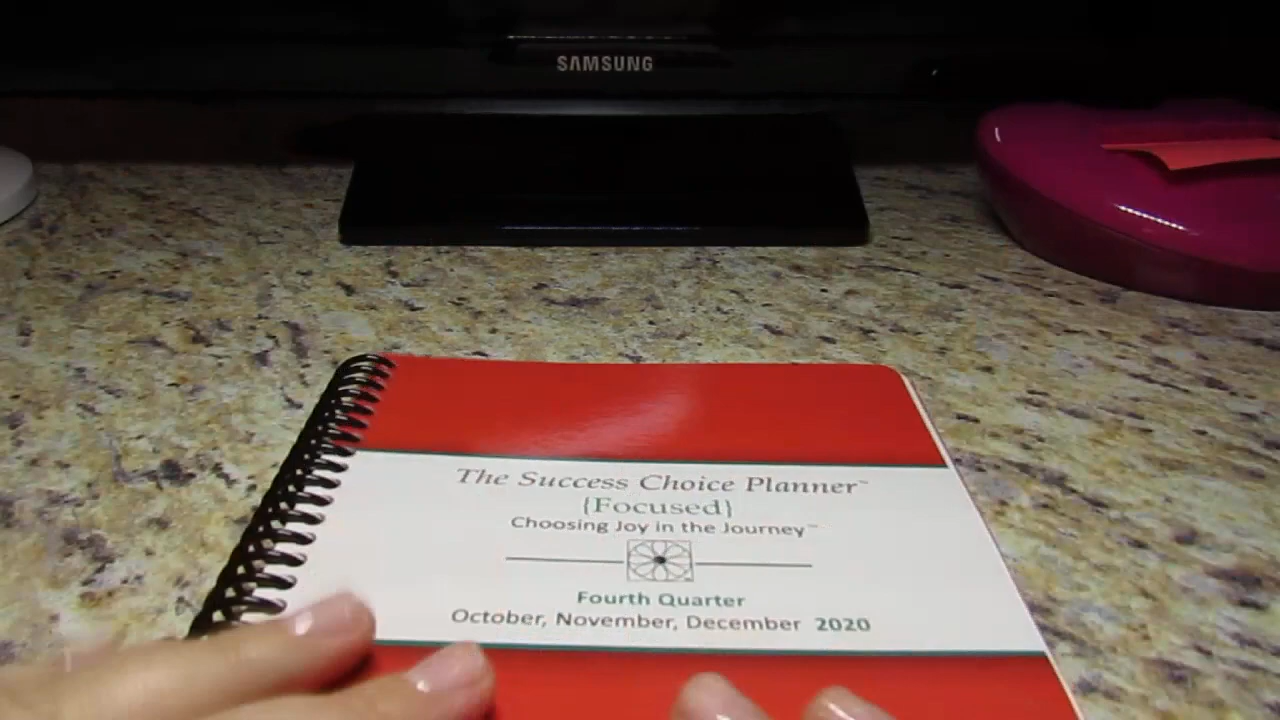 SAMSUNG
The Success Choice Planner™
{Focused}
Choosing Joy in the Journey™
Fourth Quarter
October, November, December 2020